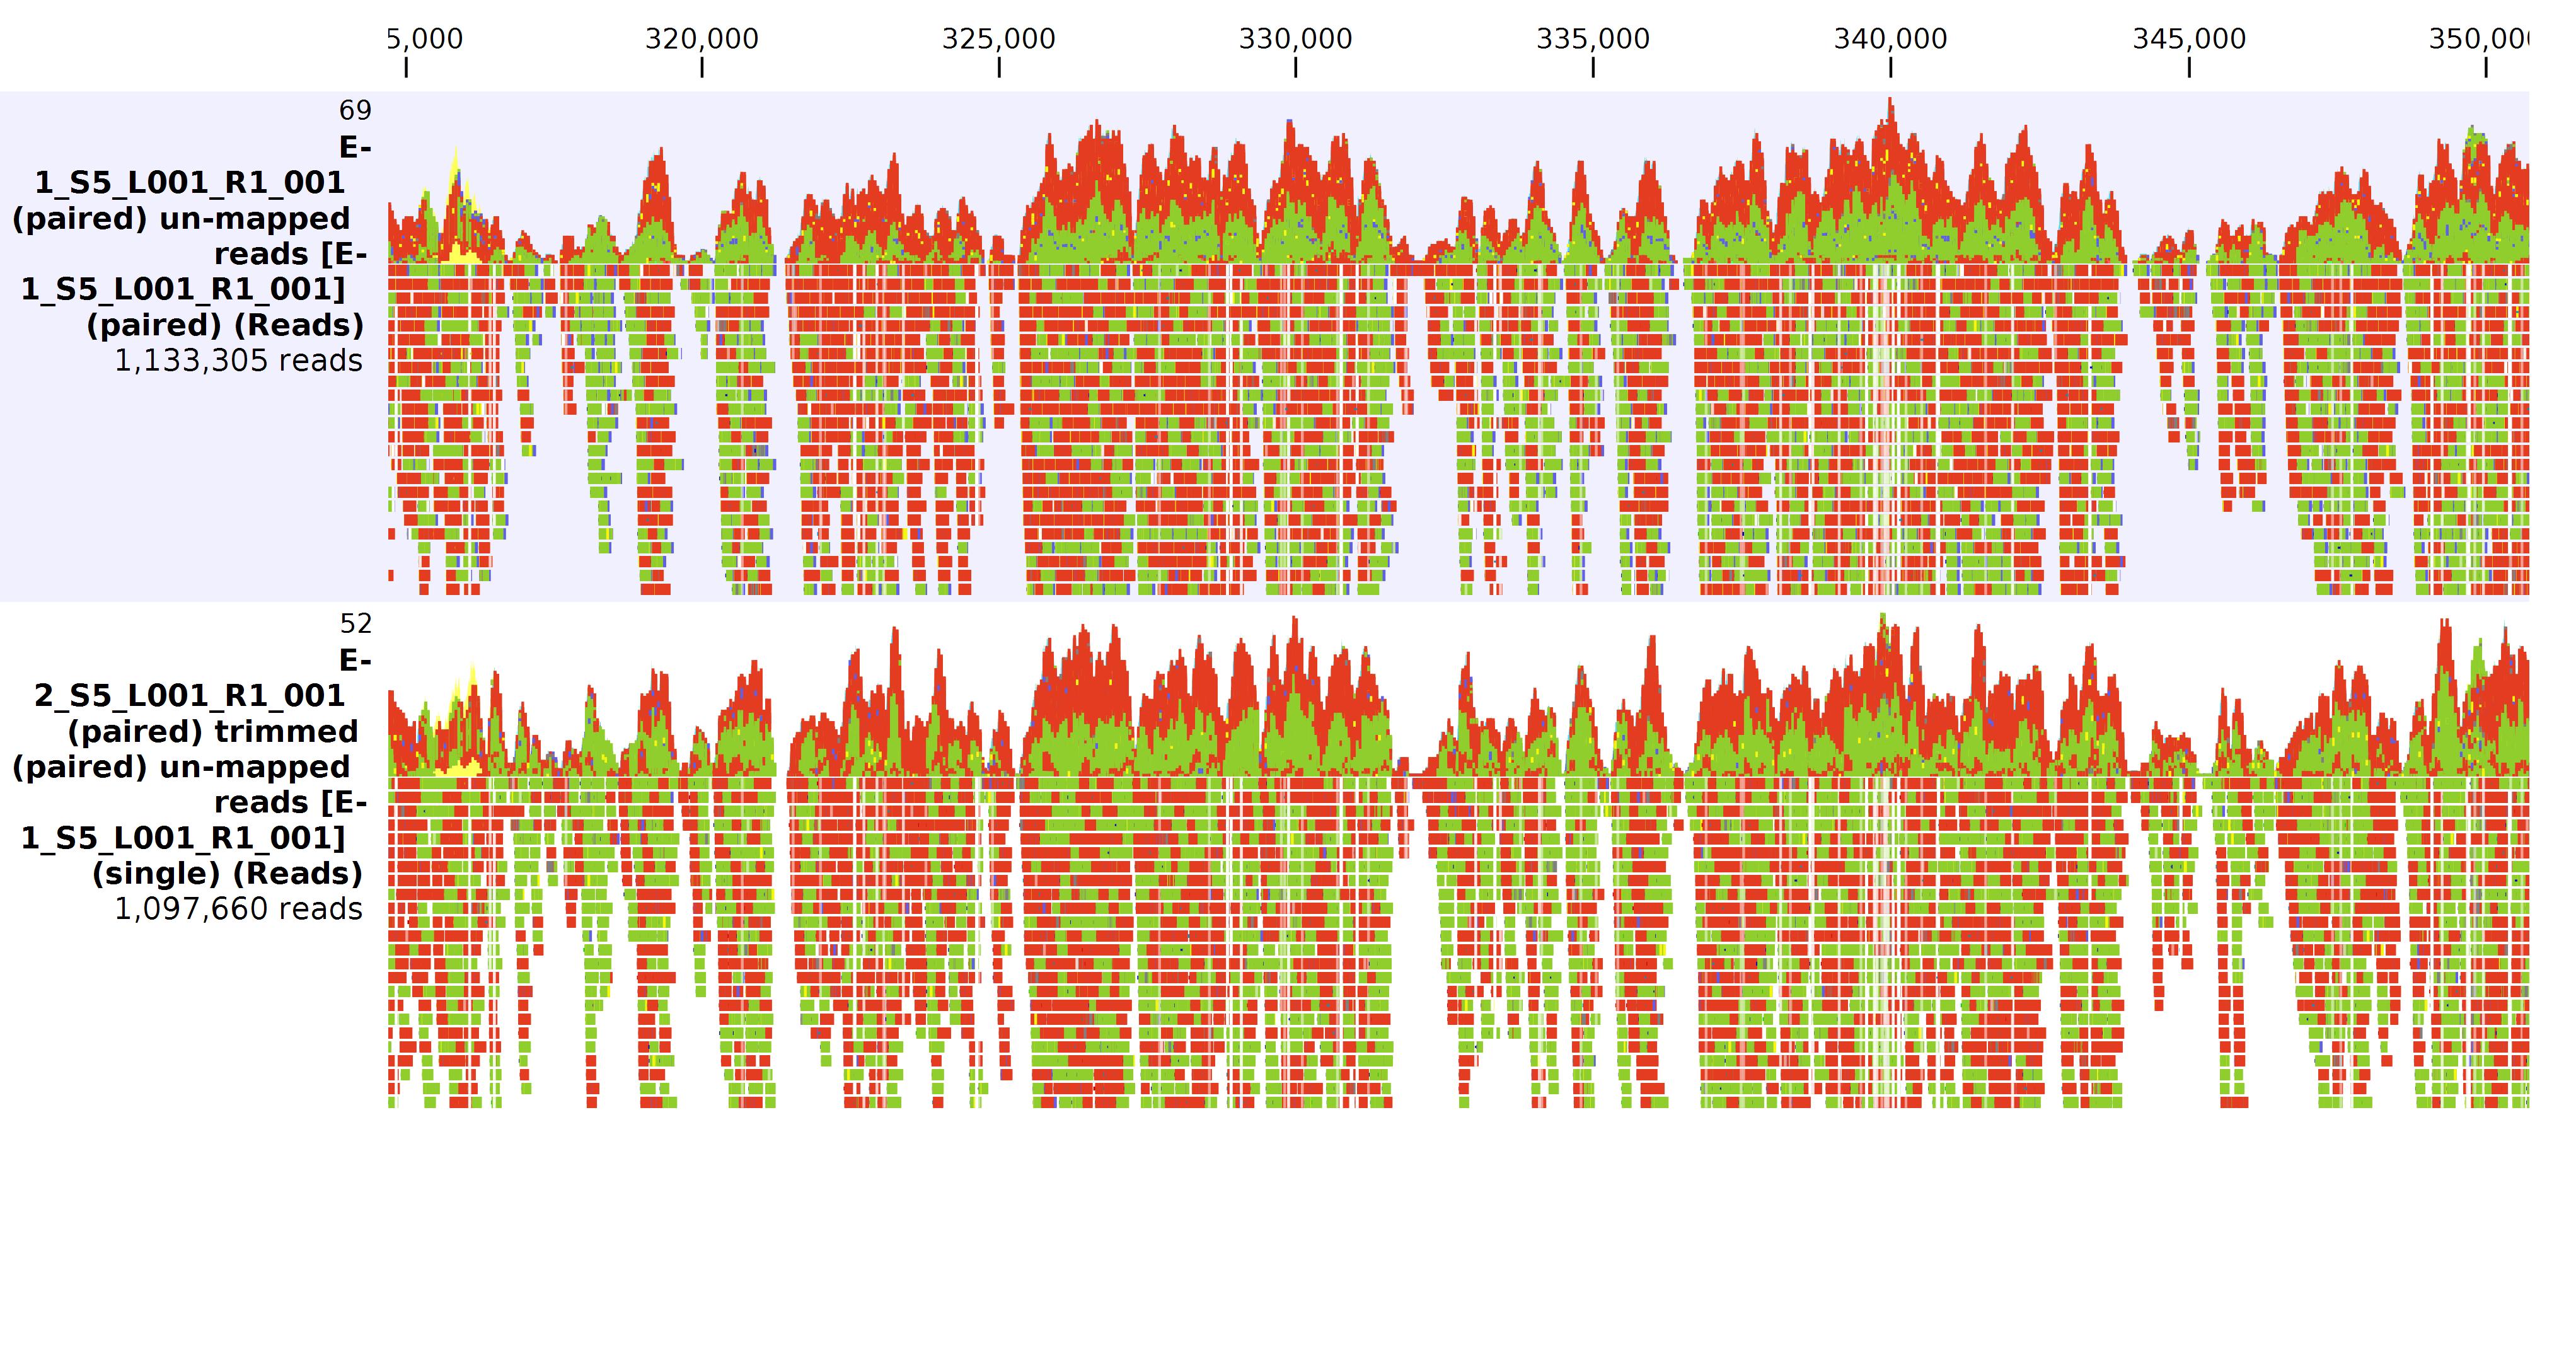 5,000 320,000 325,000 330,000 335,000 340,000 345,000 350,00
69
E-
1_S5_L001_R1_001
(paired) un-mapped
reads [E-
1_S5_L001_R1_001]
(paired) (Reads)
1,133,305 reads
52
E-
2_S5_L001_R1_001
(paired) trimmed
(paired) un-mapped
reads [E-
1_S5_L001_R1_001]
(single) (Reads)
1,097,660 reads